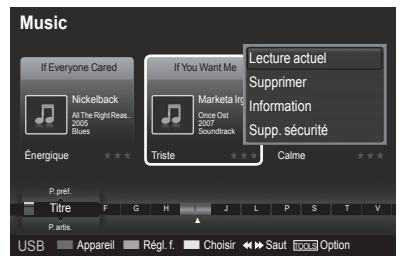 Music
If Everyone Cared
If You Want Me
Lecture actuel
Supprimer
Information
Supp. sécurité
Nickelback
All The Right Reas..
2005
Blues
Marketa Irg
Once Ost
2007
Soundtrack
Énergique
Triste
Calme
P. préf.
Titre F G H I J L P S T V
P. artis.
USB Appareil Régl. f. Choisir Saut TOOLS Option